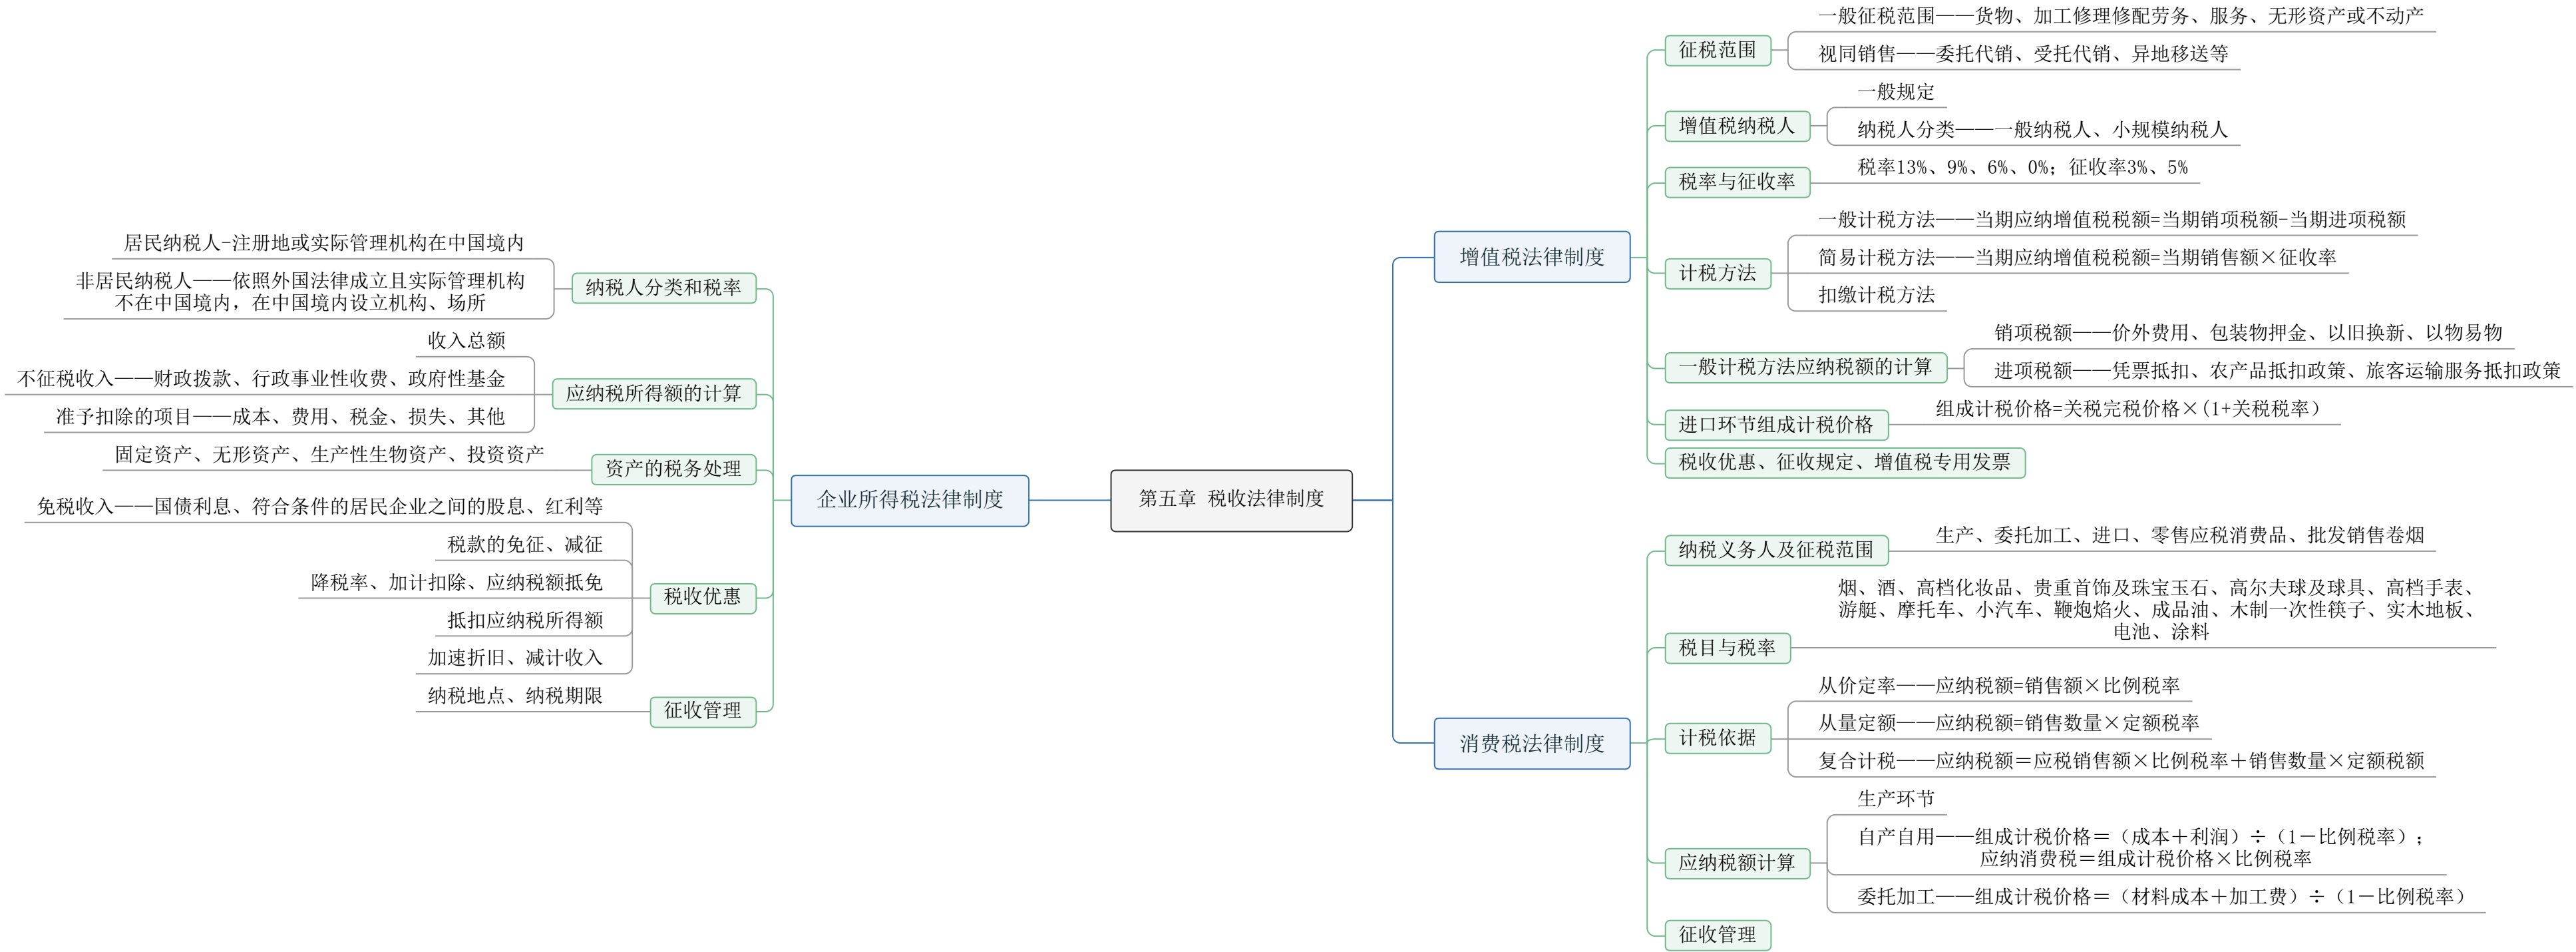 第五章 税收法律制度
增值税法律制度
征税范围
一般征税范围——货物、加工修理修配劳务、服务、无形资产或不动产
视同销售——委托代销、受托代销、异地移送等
增值税纳税人
一般规定
纳税人分类——一般纳税人、小规模纳税人
税率与征收率
税率13%、9%、6%、0%；征收率3%、5%
计税方法
一般计税方法——当期应纳增值税税额=当期销项税额-当期进项税额
简易计税方法——当期应纳增值税税额=当期销售额×征收率
扣缴计税方法
一般计税方法应纳税额的计算
销项税额——价外费用、包装物押金、以旧换新、以物易物
进项税额——凭票抵扣、农产品抵扣政策、旅客运输服务抵扣政策
进口环节组成计税价格
组成计税价格=关税完税价格×(1+关税税率）
税收优惠、征收规定、增值税专用发票
消费税法律制度
纳税义务人及征税范围
生产、委托加工、进口、零售应税消费品、批发销售卷烟
税目与税率
烟、酒、高档化妆品、贵重首饰及珠宝玉石、高尔夫球及球具、高档手表、
游艇、摩托车、小汽车、鞭炮焰火、成品油、木制一次性筷子、实木地板、
电池、涂料
计税依据
从价定率——应纳税额=销售额×比例税率
从量定额——应纳税额=销售数量×定额税率
复合计税——应纳税额＝应税销售额×比例税率＋销售数量×定额税额
应纳税额计算
生产环节
自产自用——组成计税价格＝（成本＋利润）÷（1－比例税率）；
应纳消费税＝组成计税价格×比例税率
委托加工——组成计税价格＝（材料成本＋加工费）÷（1－比例税率）
征收管理
企业所得税法律制度
纳税人分类和税率
居民纳税人-注册地或实际管理机构在中国境内
非居民纳税人——依照外国法律成立且实际管理机构
不在中国境内，在中国境内设立机构、场所
应纳税所得额的计算
收入总额
不征税收入——财政拨款、行政事业性收费、政府性基金
准予扣除的项目——成本、费用、税金、损失、其他
资产的税务处理
固定资产、无形资产、生产性生物资产、投资资产
税收优惠
免税收入——国债利息、符合条件的居民企业之间的股息、红利等
税款的免征、减征
降税率、加计扣除、应纳税额抵免
抵扣应纳税所得额
加速折旧、减计收入
征收管理
纳税地点、纳税期限